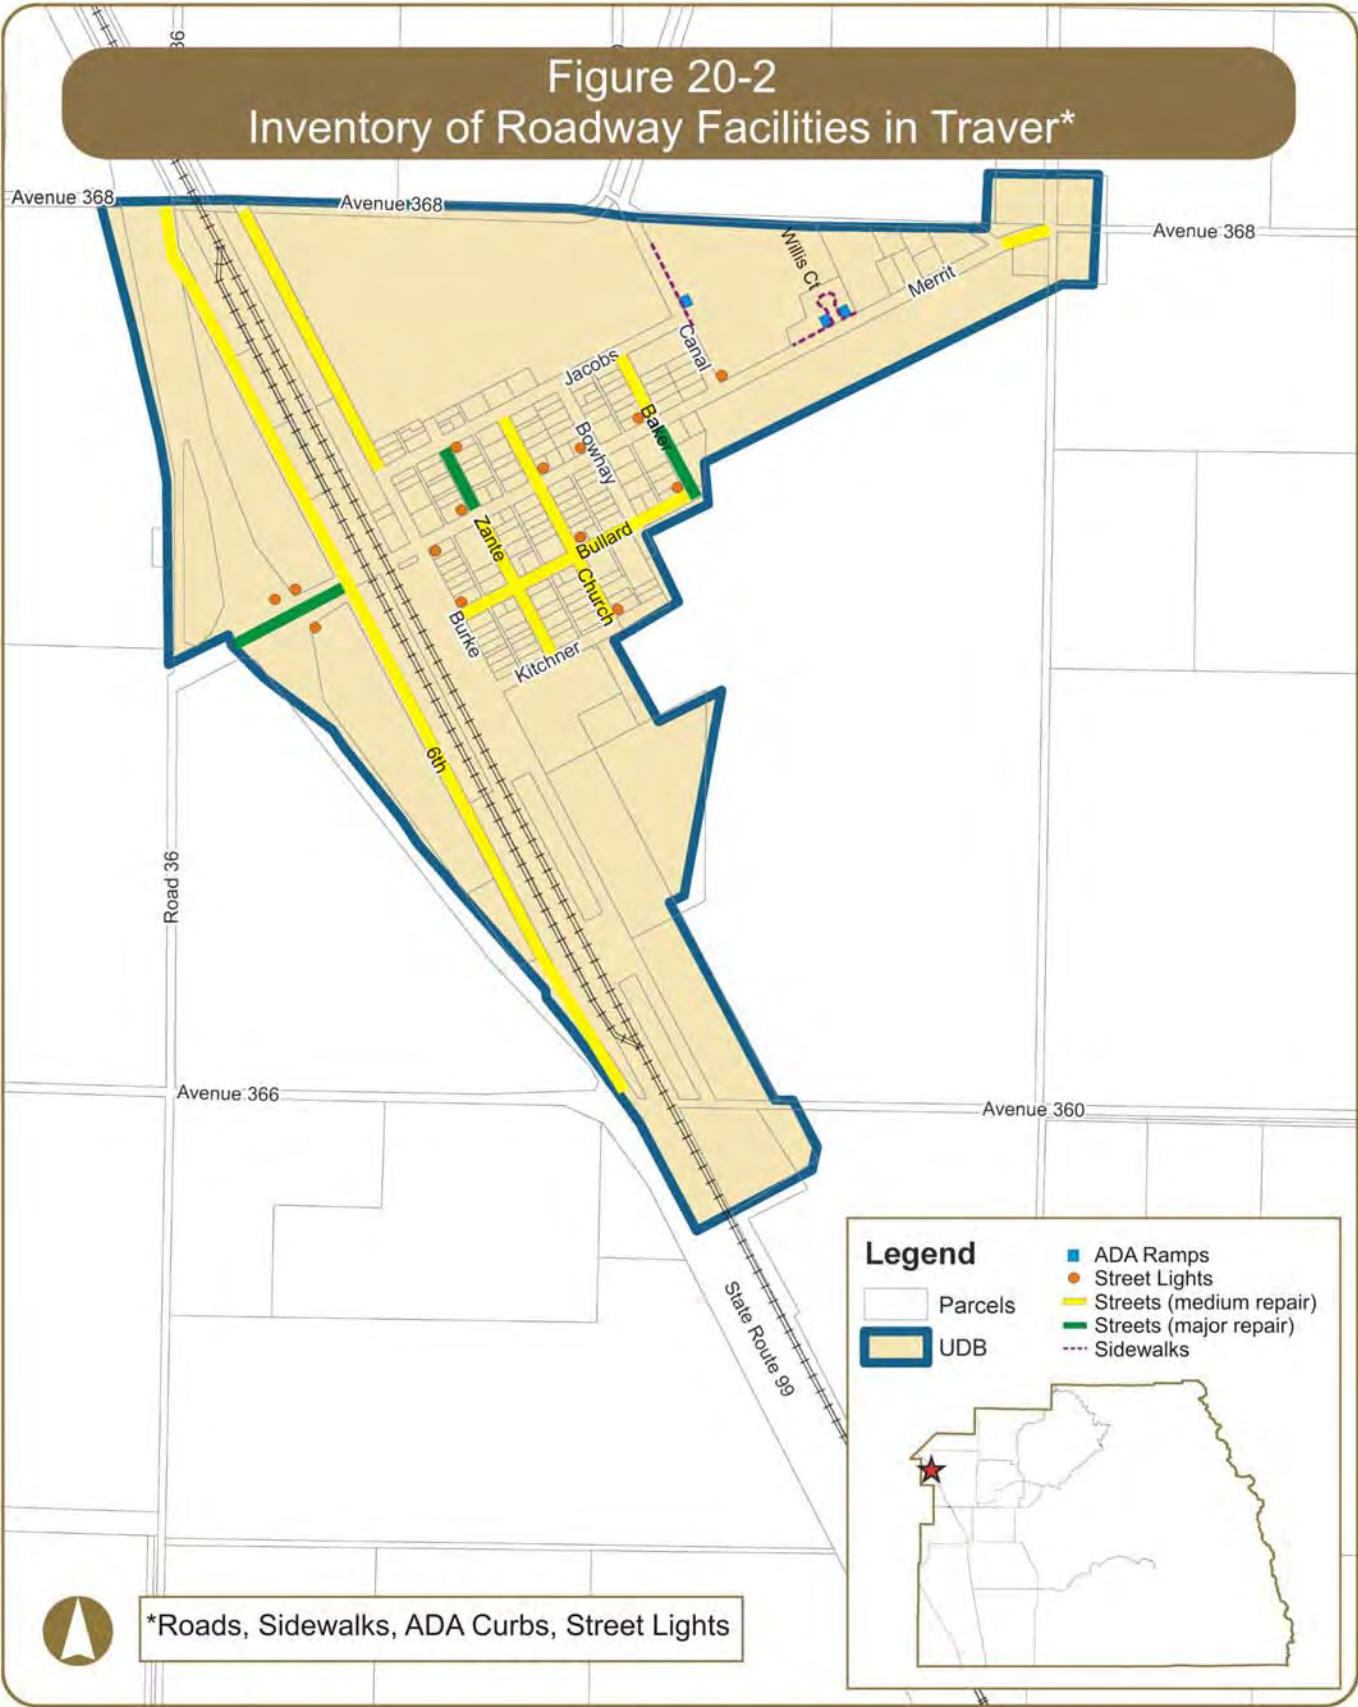 36
Figure 20-2
Inventory of Roadway Facilities in Traver*
Avenue 368
Avenue 368
Avenue 368
Willis Ct
Merrit
Canal
Jacobs
Baker
Bowhay
Zante
Bullard
Church
Burke
Kitchner
6th
Road 36
Avenue 366
Avenue 360
State Route 99
Legend
Parcels
UDB
ADA Ramps
Street Lights
Streets (medium repair)
Streets (major repair)
Sidewalks
*Roads, Sidewalks, ADA Curbs, Street Lights